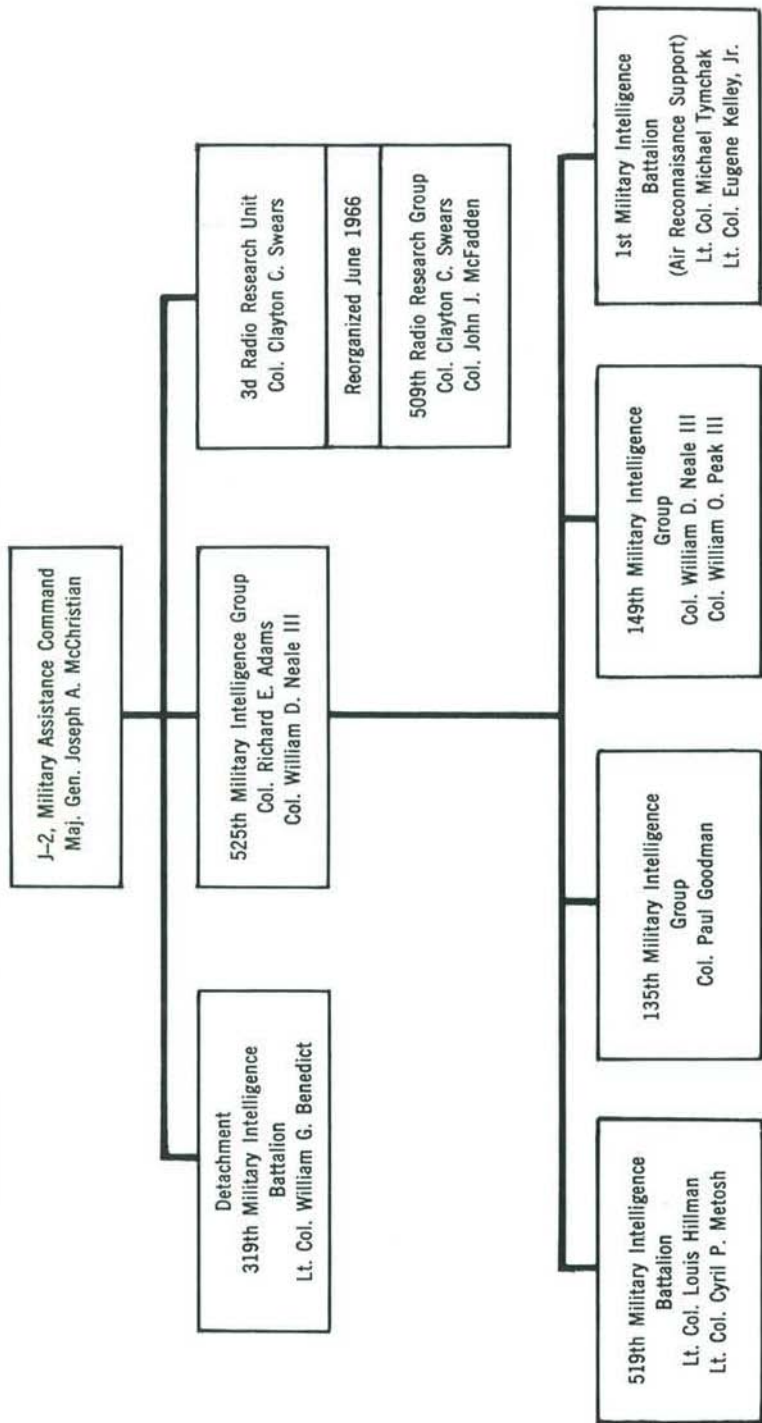 J-2, Military Assistance Command
Maj. Gen. Joseph A. McChristian
Detachment
319th Military Intelligence
Battalion
Lt. Col. William G. Benedict
525th Military Intelligence Group
Col. Richard E. Adams
Col. William D. Neale III
3d Radio Research Unit
Col. Clayton C. Swears
Reorganized June 1966
509th Radio Research Group
Col. Clayton C. Swears
Col. John J. McFadden
519th Military Intelligence
Battalion
Lt. Col. Louis Hillman
Lt. Col. Cyril P. Metosh
135th Military Intelligence
Group
Col. Paul Goodman
149th Military Intelligence
Group
Col. William D. Neale III
Col. William O. Peak III
1st Military Intelligence
Battalion
(Air Reconnaisance Support)
Lt. Col. Michael Tymchak
Lt. Col. Eugene Kelley, Jr.